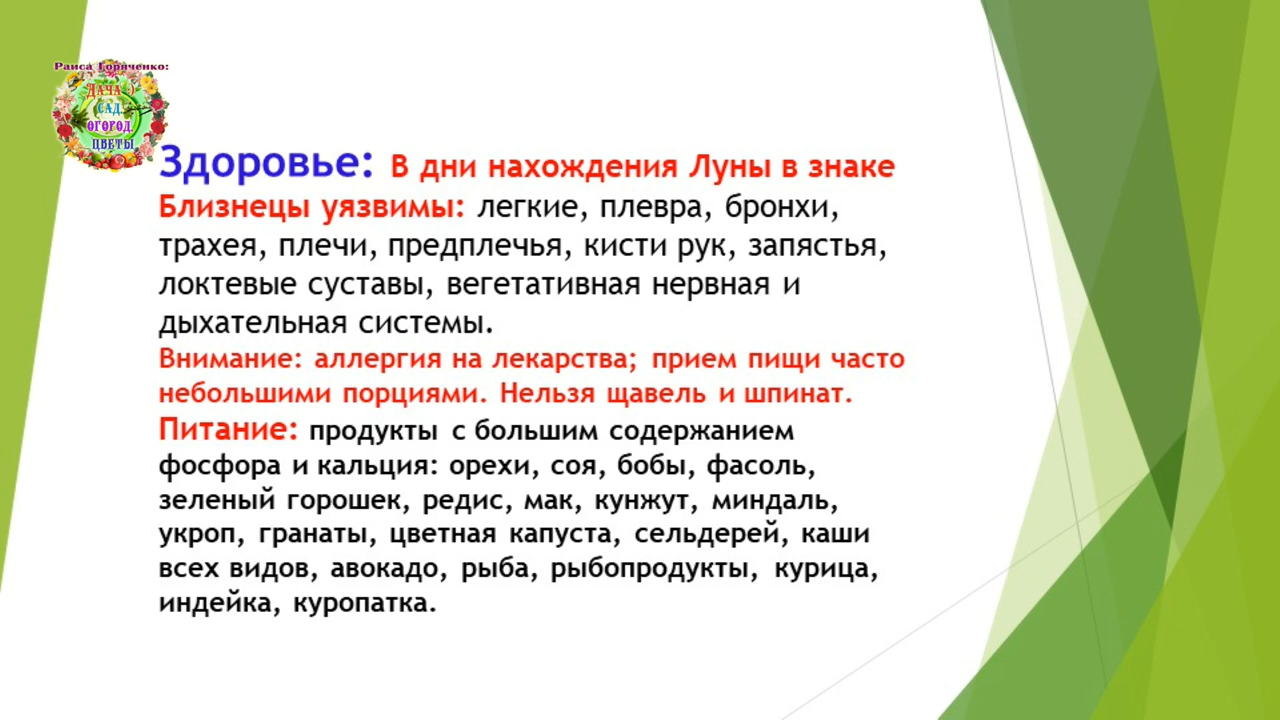 Раиса Горяченко:
Дача :)
САД,
ОГОРОД,
ЦВЕТЫ
Здоровье: В дни нахождения Луны в знаке
Близнецы уязвимы: легкие, плевра, бронхи,
трахея, плечи, предплечья, кисти рук, запястья,
локтевые суставы, вегетативная нервная и
дыхательная системы.
Внимание: аллергия на лекарства; прием пищи часто
небольшими порциями. Нельзя щавель и шпинат.
Питание: продукты с большим содержанием
фосфора и кальция: орехи, соя, бобы, фасоль,
зеленый горошек, редис, мак, кунжут, миндаль,
укроп, гранаты, цветная капуста, сельдерей, каши
всех видов, авокадо, рыба, рыбопродукты, курица,
индейка, куропатка.